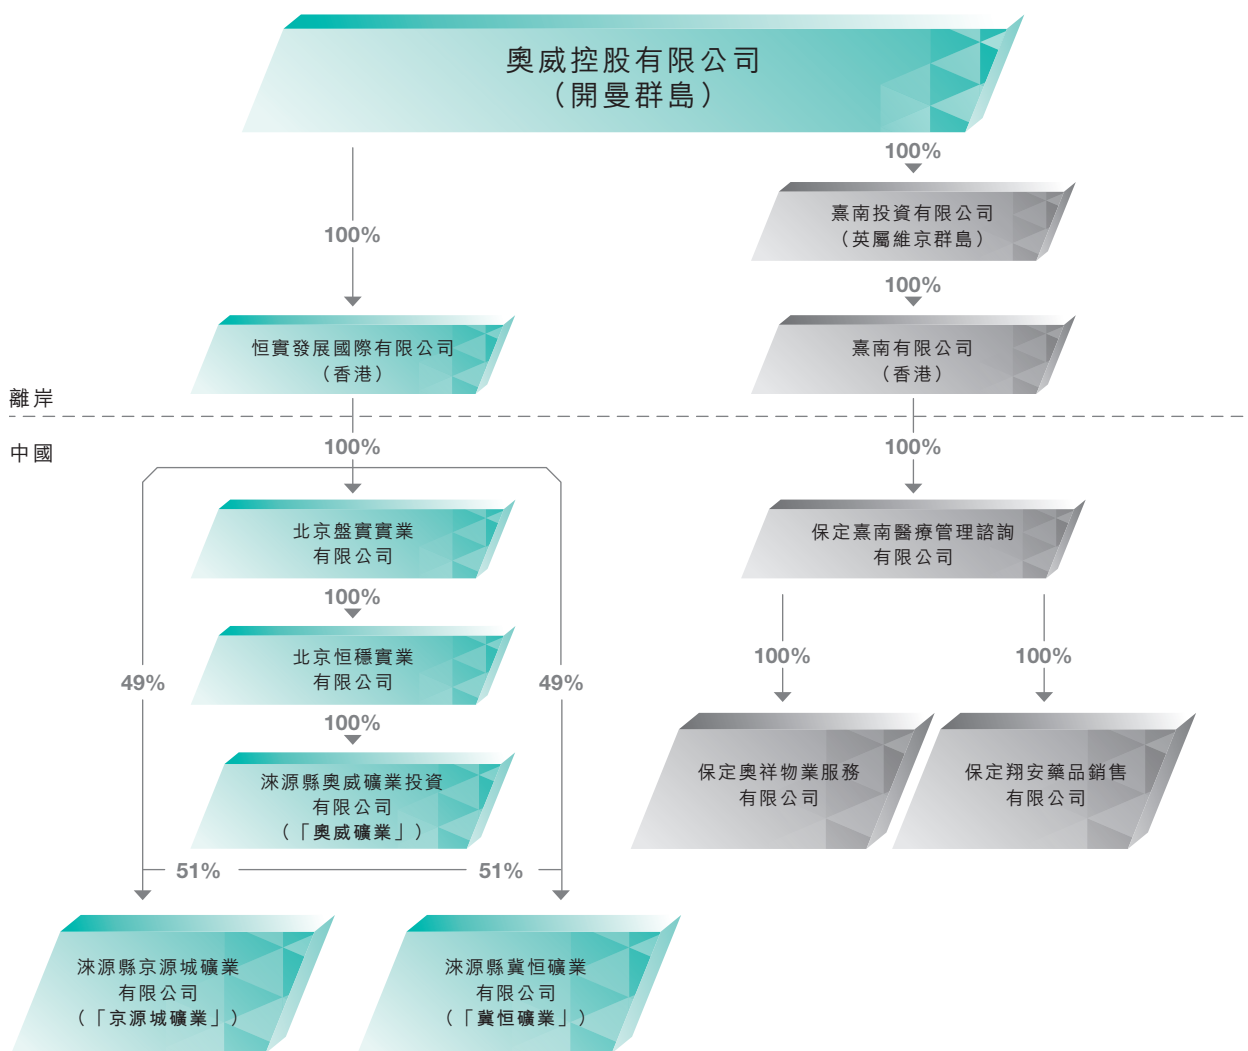 奧威控股有限公司
（開曼群島）
100%
熹南投資有限公司
（英屬維京群島）
100%
100%
恒實發展國際有限公司
（香港）
熹南有限公司
（香港）
離岸
中國
100%
100%
北京盤實實業
有限公司
保定熹南醫療管理諮詢
有限公司
100%
北京恒穩實業
有限公司
100%
100%
49%
49%
100%
淶源縣奧威礦業投資
有限公司
（「奧威礦業」）
保定奧祥物業服務
有限公司
保定翔安藥品銷售
有限公司
51%
51%
淶源縣京源城礦業
有限公司
（「京源城礦業」）
淶源縣冀恒礦業
有限公司
（「冀恒礦業」）